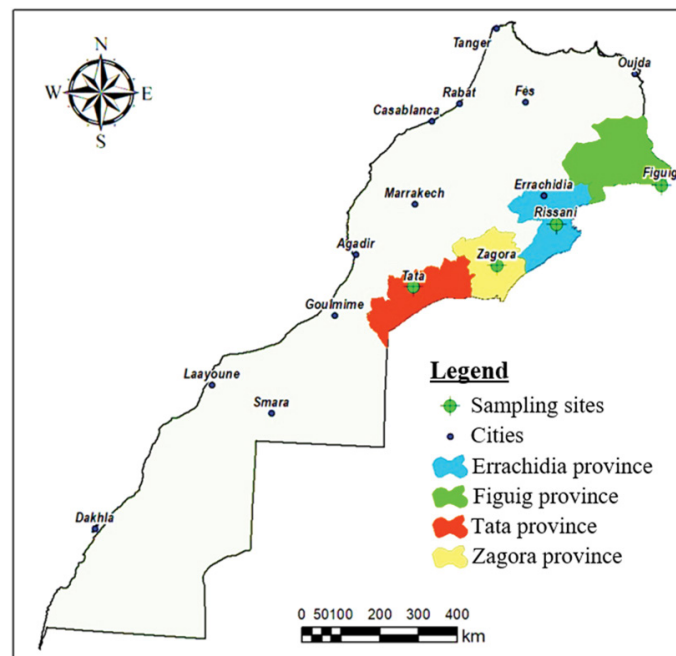 N
W E
S
Tanger
Oujda
Fés
Rabat
Casablanca
Figuig
Errachidia
Marrakech
Rissani
Agadir
Zagora
Tata
Goulmime
Laayoune
Smara
Dakhla
Legend
Sampling sites
Cities
Errachidia province
Figuig province
Tata province
Zagora province
0 50100 200 300 400
km